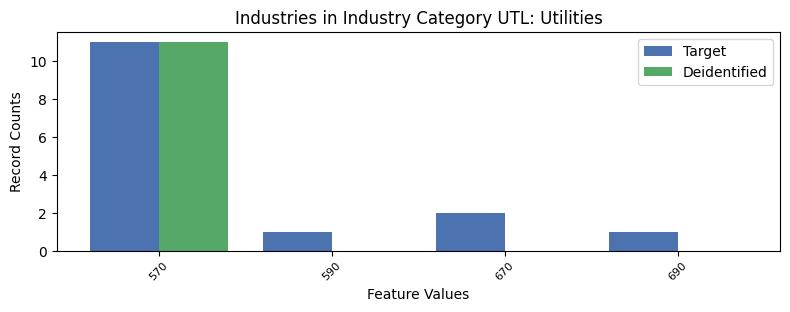 Industries in Industry Category UTL: Utilities
Target
Deidentified
Record Counts
10
8
6
4
2
0
570
590
670
690
Feature Values